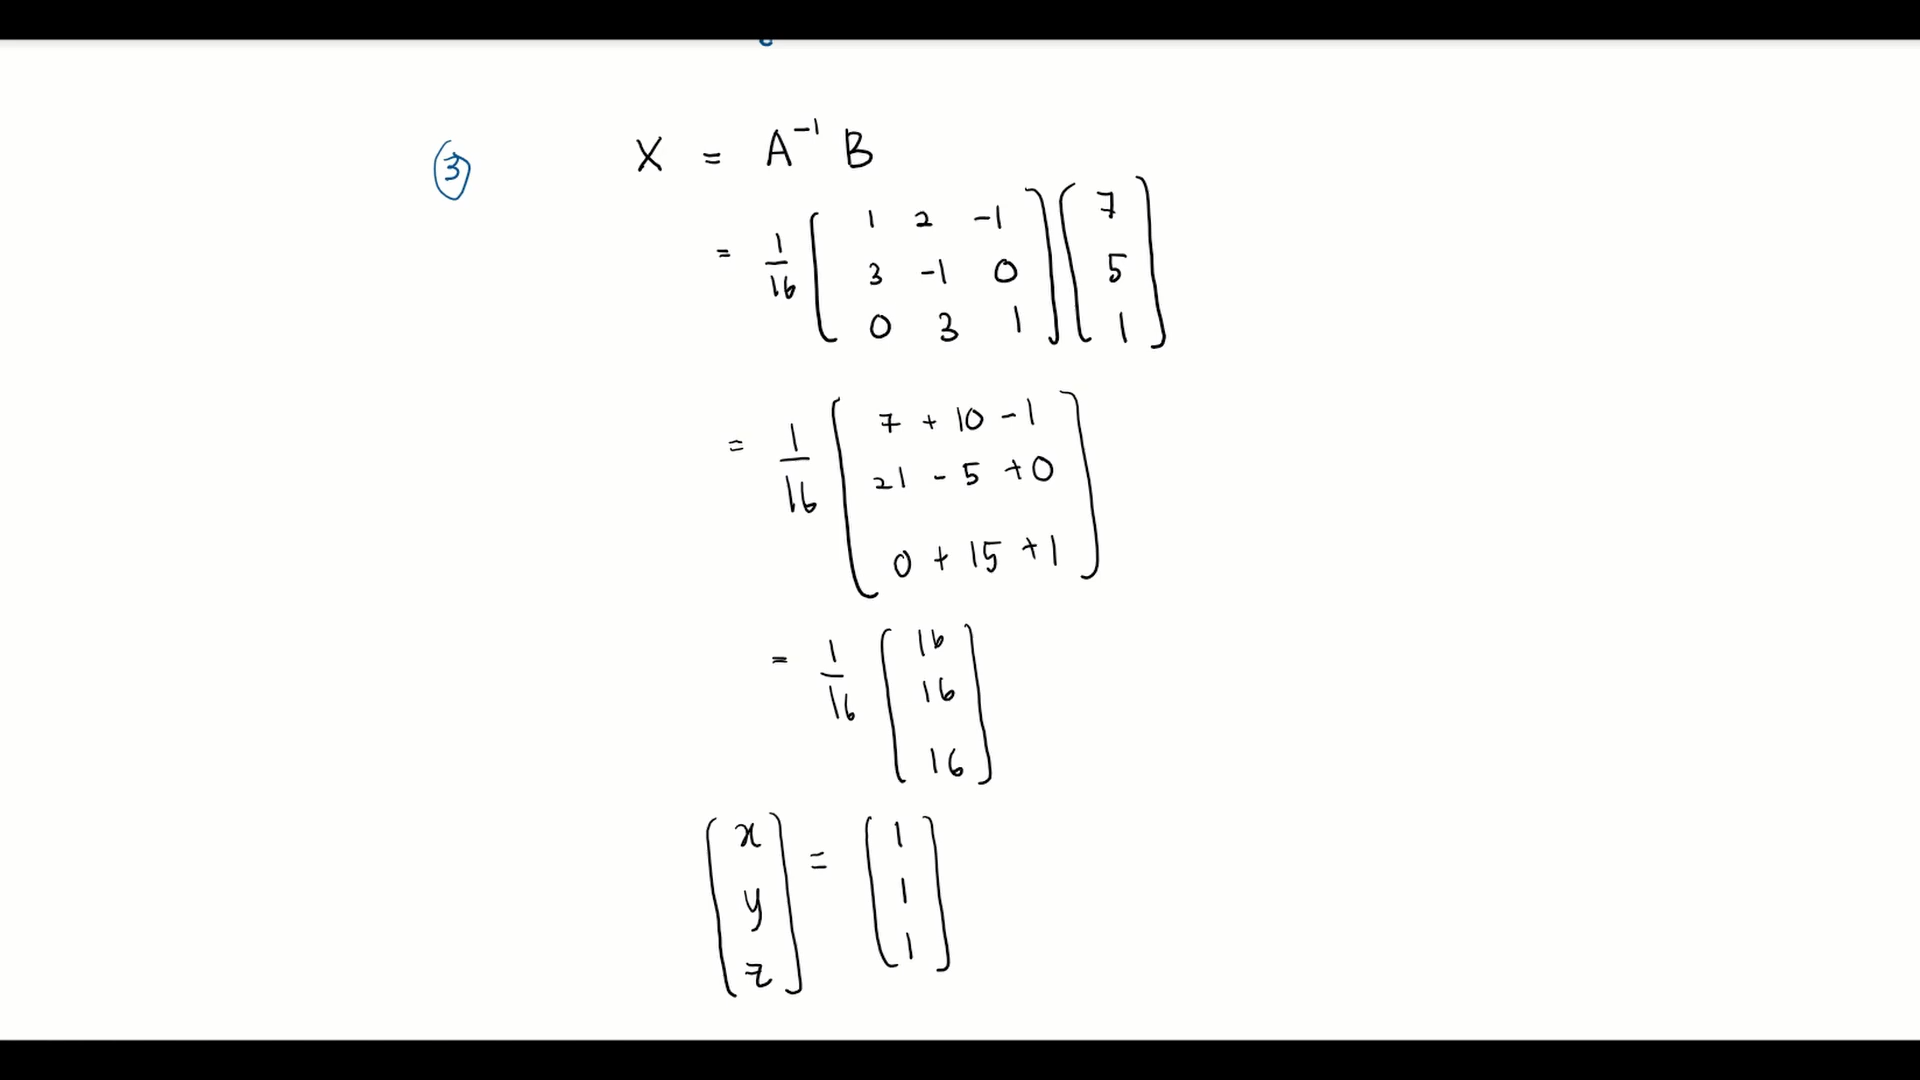 ③ X = A⁻¹ B
= 1/16 [ 1 2 -1 ] [ 7 ]
[ 3 -1 0 ] [ 5 ]
[ 0 3 1 ] [ 1 ]
= 1/16 [ 7 + 10 - 1 ]
[ 21 - 5 + 0 ]
[ 0 + 15 + 1 ]
= 1/16 [ 16 ]
[ 16 ]
[ 16 ]
[ x ] = [ 1 ]
[ y ] [ 1 ]
[ z ] [ 1 ]